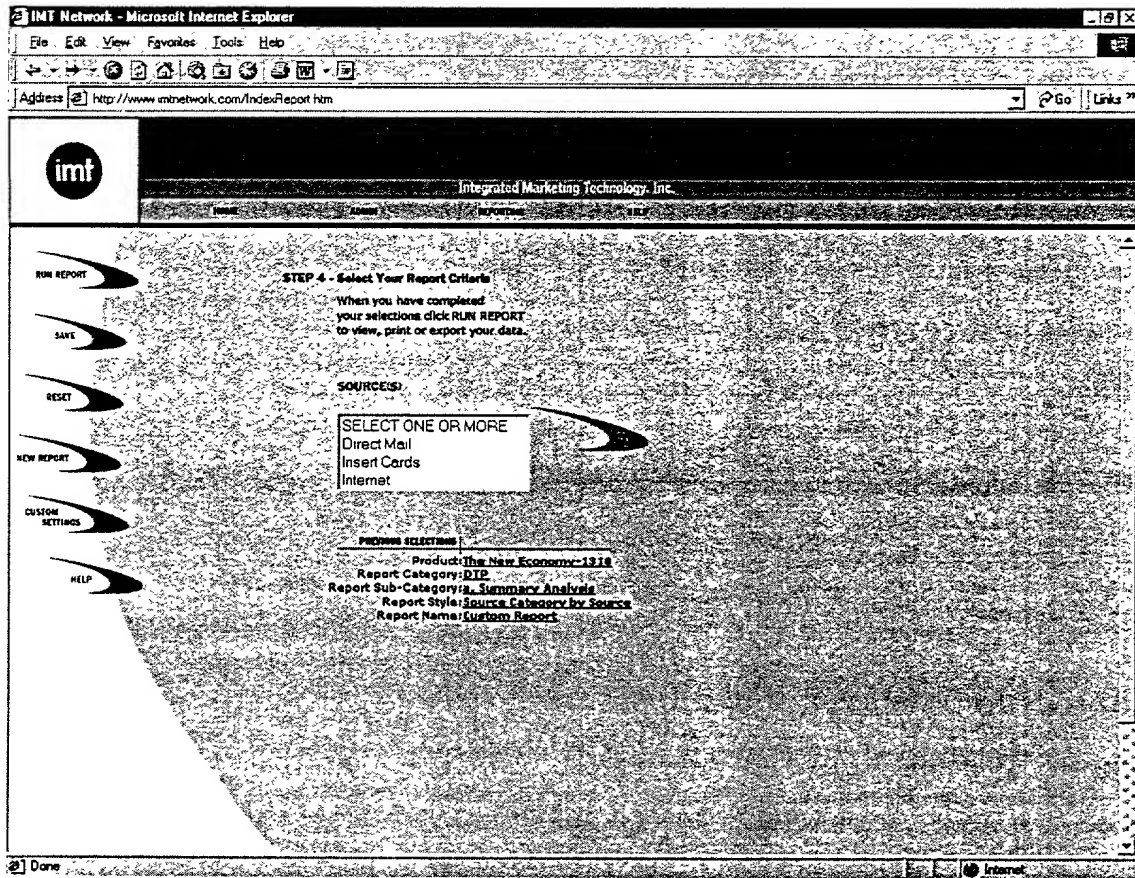 IMT Network - Microsoft Internet Explorer
File Edit View Favorites Tools Help
Address http://www.imtnetwork.com/IndexReport.htm Go Links »
imt
Integrated Marketing Technology, Inc.
HOME ADMIN REPORTING HELP
RUN REPORT
SAVE
RESET
NEW REPORT
CUSTOM
SETTINGS
HELP
STEP 4 - Select Your Report Criteria
When you have completed
your selections click RUN REPORT
to view, print or export your data.
SOURCE(S):
SELECT ONE OR MORE
Direct Mail
Insert Cards
Internet
PREVIOUS SELECTIONS
Product: The New Economy-1318
Report Category: DTP
Report Sub-Category: a. Summary Analysis
Report Style: Source Category by Source
Report Name: Custom Report
Done
Internet